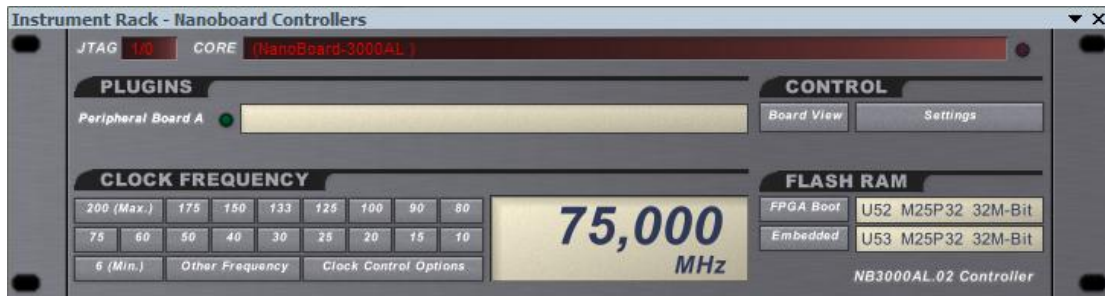 Instrument Rack - Nanoboard Controllers
JTAG 1/0 CORE (NanoBoard-3000AL )
PLUGINS
Peripheral Board A
CONTROL
Board View Settings
CLOCK FREQUENCY
200 (Max.) 175 150 133 125 100 90 80
75 60 50 40 30 25 20 15 10
6 (Min.) Other Frequency Clock Control Options
75,000
MHz
FLASH RAM
FPGA Boot U52 M25P32 32M-Bit
Embedded U53 M25P32 32M-Bit
NB3000AL.02 Controller